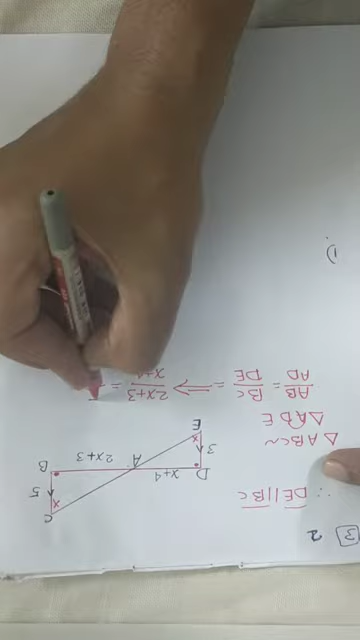 3 2
∴ DE || BC
C
5 x x+4 D
B 2x+3 A 3
x E
Δ ABC ~
Δ ADE
AB/AD = BC/DE => 2x+3/x+4 =